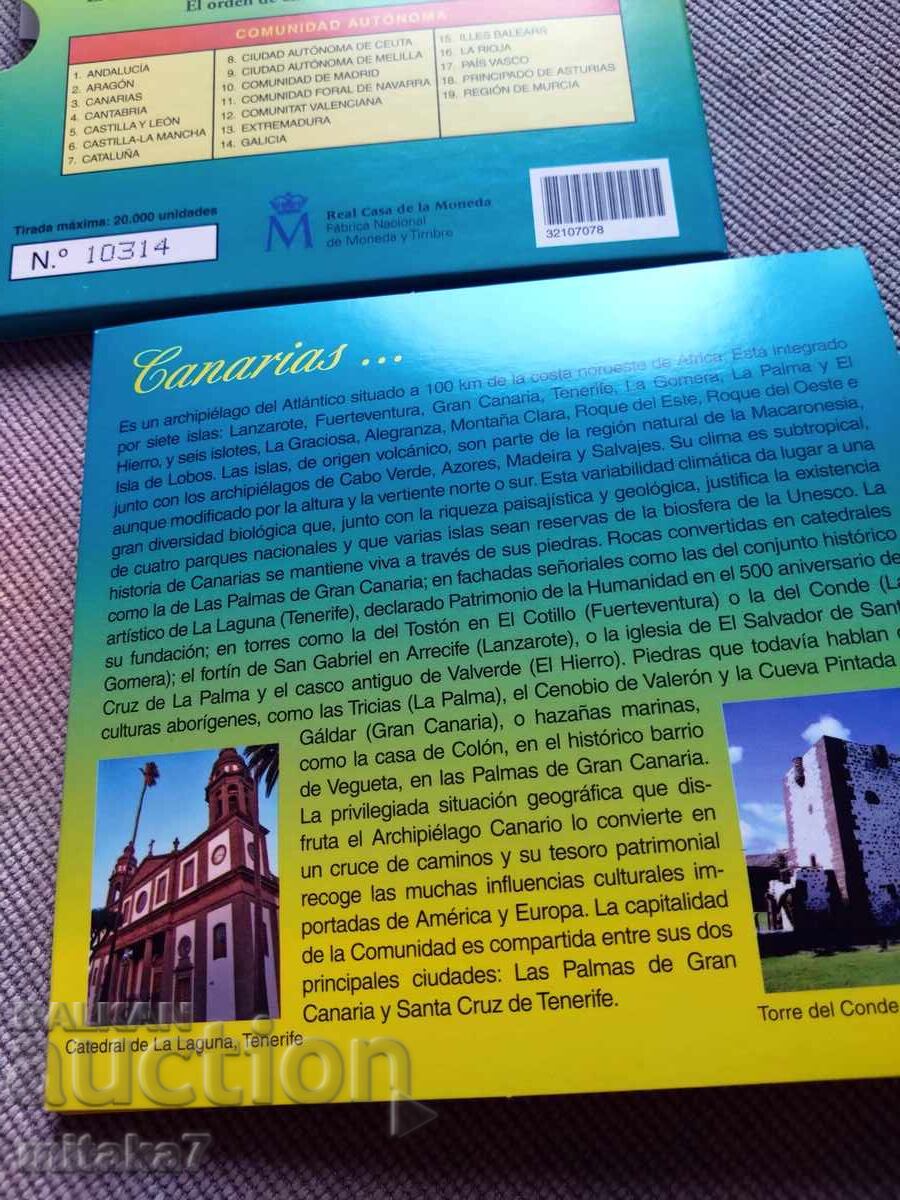 El orden de
COMUNIDAD AUTÓNOMA
1. ANDALUCÍA
2. ARAGÓN
3. CANARIAS
4. CANTABRIA
5. CASTILLA Y LEÓN
6. CASTILLA-LA MANCHA
7. CATALUÑA
8. CIUDAD AUTÓNOMA DE CEUTA
9. CIUDAD AUTÓNOMA DE MELILLA
10. COMUNIDAD DE MADRID
11. COMUNIDAD FORAL DE NAVARRA
12. COMUNITAT VALENCIANA
13. EXTREMADURA
14. GALICIA
15. ILLES BALEARS
16. LA RIOJA
17. PAÍS VASCO
18. PRINCIPADO DE ASTURIAS
19. REGIÓN DE MURCIA
Tirada máxima: 20.000 unidades
N.º 10314
M
Real Casa de la Moneda
Fábrica Nacional
de Moneda y Timbre
32107078
Canarias ...
Es un archipiélago del Atlántico situado a 100 km de la costa noroeste de África. Está integrado
por siete islas: Lanzarote, Fuerteventura, Gran Canaria, Tenerife, La Gomera, La Palma y El
Hierro, y seis islotes, La Graciosa, Alegranza, Montaña Clara, Roque del Este, Roque del Oeste e
Isla de Lobos. Las islas, de origen volcánico, son parte de la región natural de la Macaronesia,
junto con los archipiélagos de Cabo Verde, Azores, Madeira y Salvajes. Su clima es subtropical,
aunque modificado por la altura y la vertiente norte o sur. Esta variabilidad climática da lugar a una
gran diversidad biológica que, junto con la riqueza paisajística y geológica, justifica la existencia
de cuatro parques nacionales y que varias islas sean reservas de la biosfera de la Unesco. La
historia de Canarias se mantiene viva a través de sus piedras. Rocas convertidas en catedrales
como la de Las Palmas de Gran Canaria; en fachadas señoriales como las del conjunto histórico
artístico de La Laguna (Tenerife), declarado Patrimonio de la Humanidad en el 500 aniversario de
su fundación; en torres como la del Tostón en El Cotillo (Fuerteventura) o la del Conde (La
Gomera); el fortín de San Gabriel en Arrecife (Lanzarote), o la iglesia de El Salvador de Sant
Cruz de La Palma y el casco antiguo de Valverde (El Hierro). Piedras que todavía hablan
culturas aborígenes, como las Tricias (La Palma), el Cenobio de Valerón y la Cueva Pintada
Gáldar (Gran Canaria), o hazañas marinas,
como la casa de Colón, en el histórico barrio
de Vegueta, en las Palmas de Gran Canaria.
La privilegiada situación geográfica que dis-
fruta el Archipiélago Canario lo convierte en
un cruce de caminos y su tesoro patrimonial
recoge las muchas influencias culturales im-
portadas de América y Europa. La capitalidad
de la Comunidad es compartida entre sus dos
principales ciudades: Las Palmas de Gran
Canaria y Santa Cruz de Tenerife.
Catedral de La Laguna, Tenerife
Torre del Conde
BALKAN
auction
mitaka7